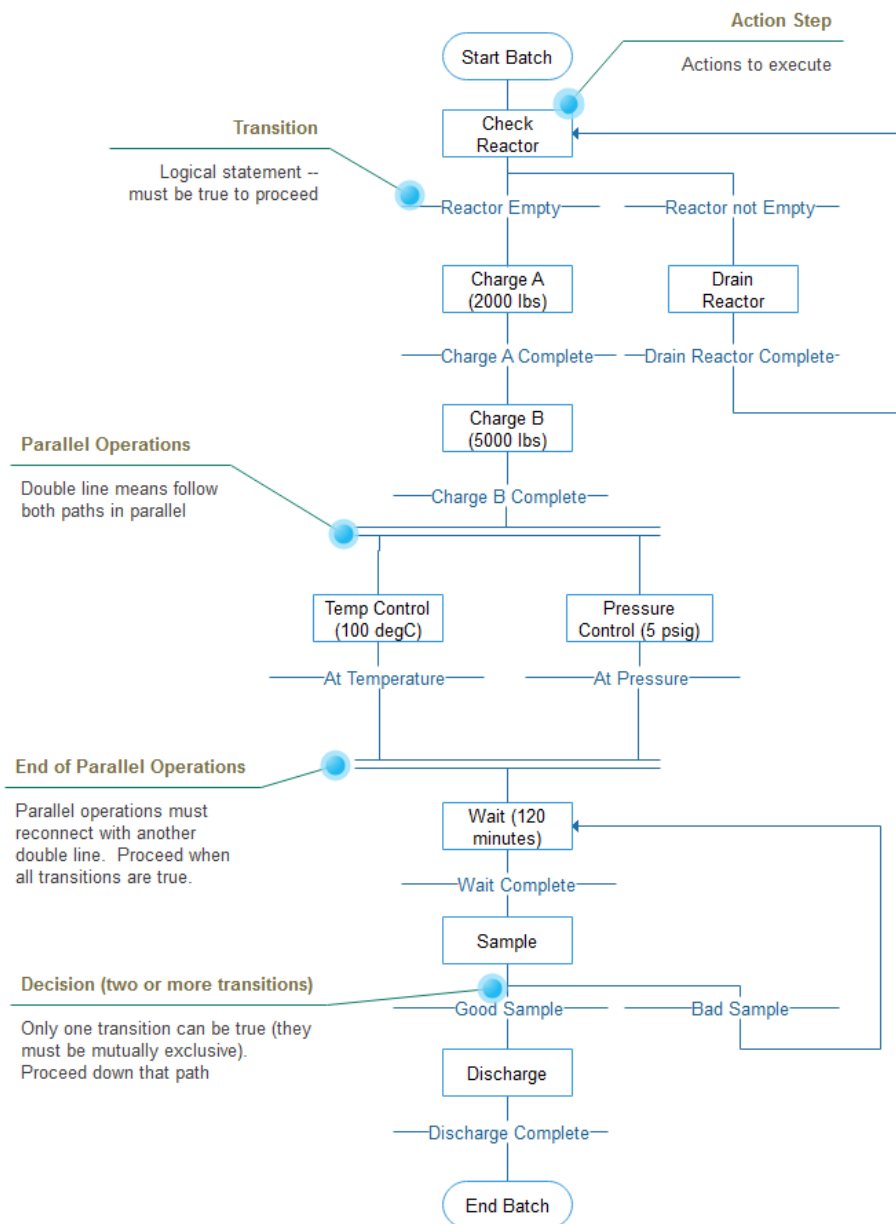 Action Step
Start Batch
Actions to execute
Check
Reactor
Transition
Logical statement --
must be true to proceed
Reactor Empty
Reactor not Empty
Charge A
(2000 lbs)
Drain
Reactor
Charge A Complete
Drain Reactor Complete
Charge B
(5000 lbs)
Parallel Operations
Double line means follow
both paths in parallel
Charge B Complete
Temp Control
(100 degC)
Pressure
Control (5 psig)
At Temperature
At Pressure
End of Parallel Operations
Parallel operations must
reconnect with another
double line. Proceed when
all transitions are true.
Wait (120
minutes)
Wait Complete
Sample
Decision (two or more transitions)
Only one transition can be true (they
must be mutually exclusive).
Proceed down that path
Good Sample
Bad Sample
Discharge
Discharge Complete
End Batch